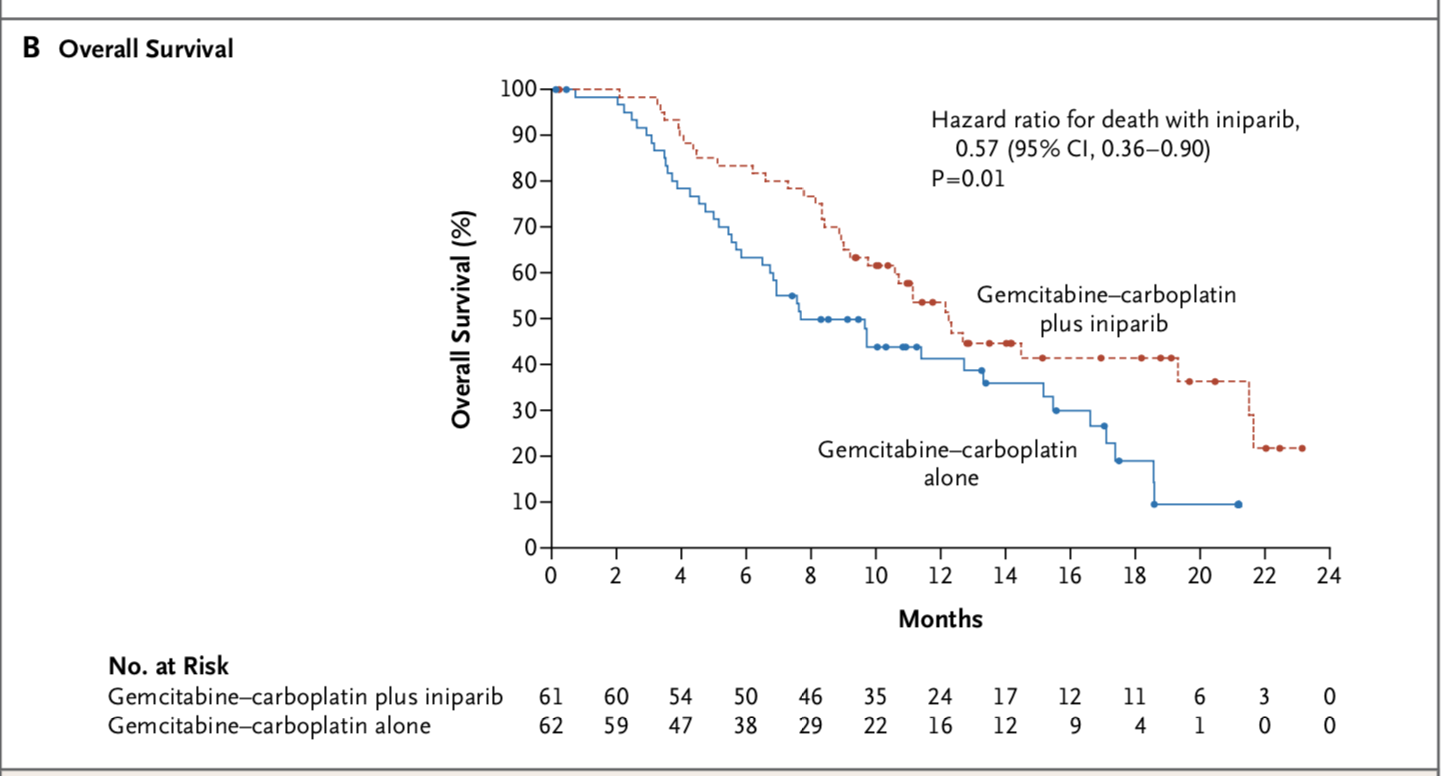 B Overall Survival
100
90
80
70
60
50
40
30
20
10
0
Overall Survival (%)
Hazard ratio for death with iniparib,
0.57 (95% CI, 0.36–0.90)
P=0.01
Gemcitabine–carboplatin
plus iniparib
Gemcitabine–carboplatin
alone
0 2 4 6 8 10 12 14 16 18 20 22 24
Months
No. at Risk
Gemcitabine–carboplatin plus iniparib 61 60 54 50 46 35 24 17 12 11 6 3 0
Gemcitabine–carboplatin alone 62 59 47 38 29 22 16 12 9 4 1 0 0